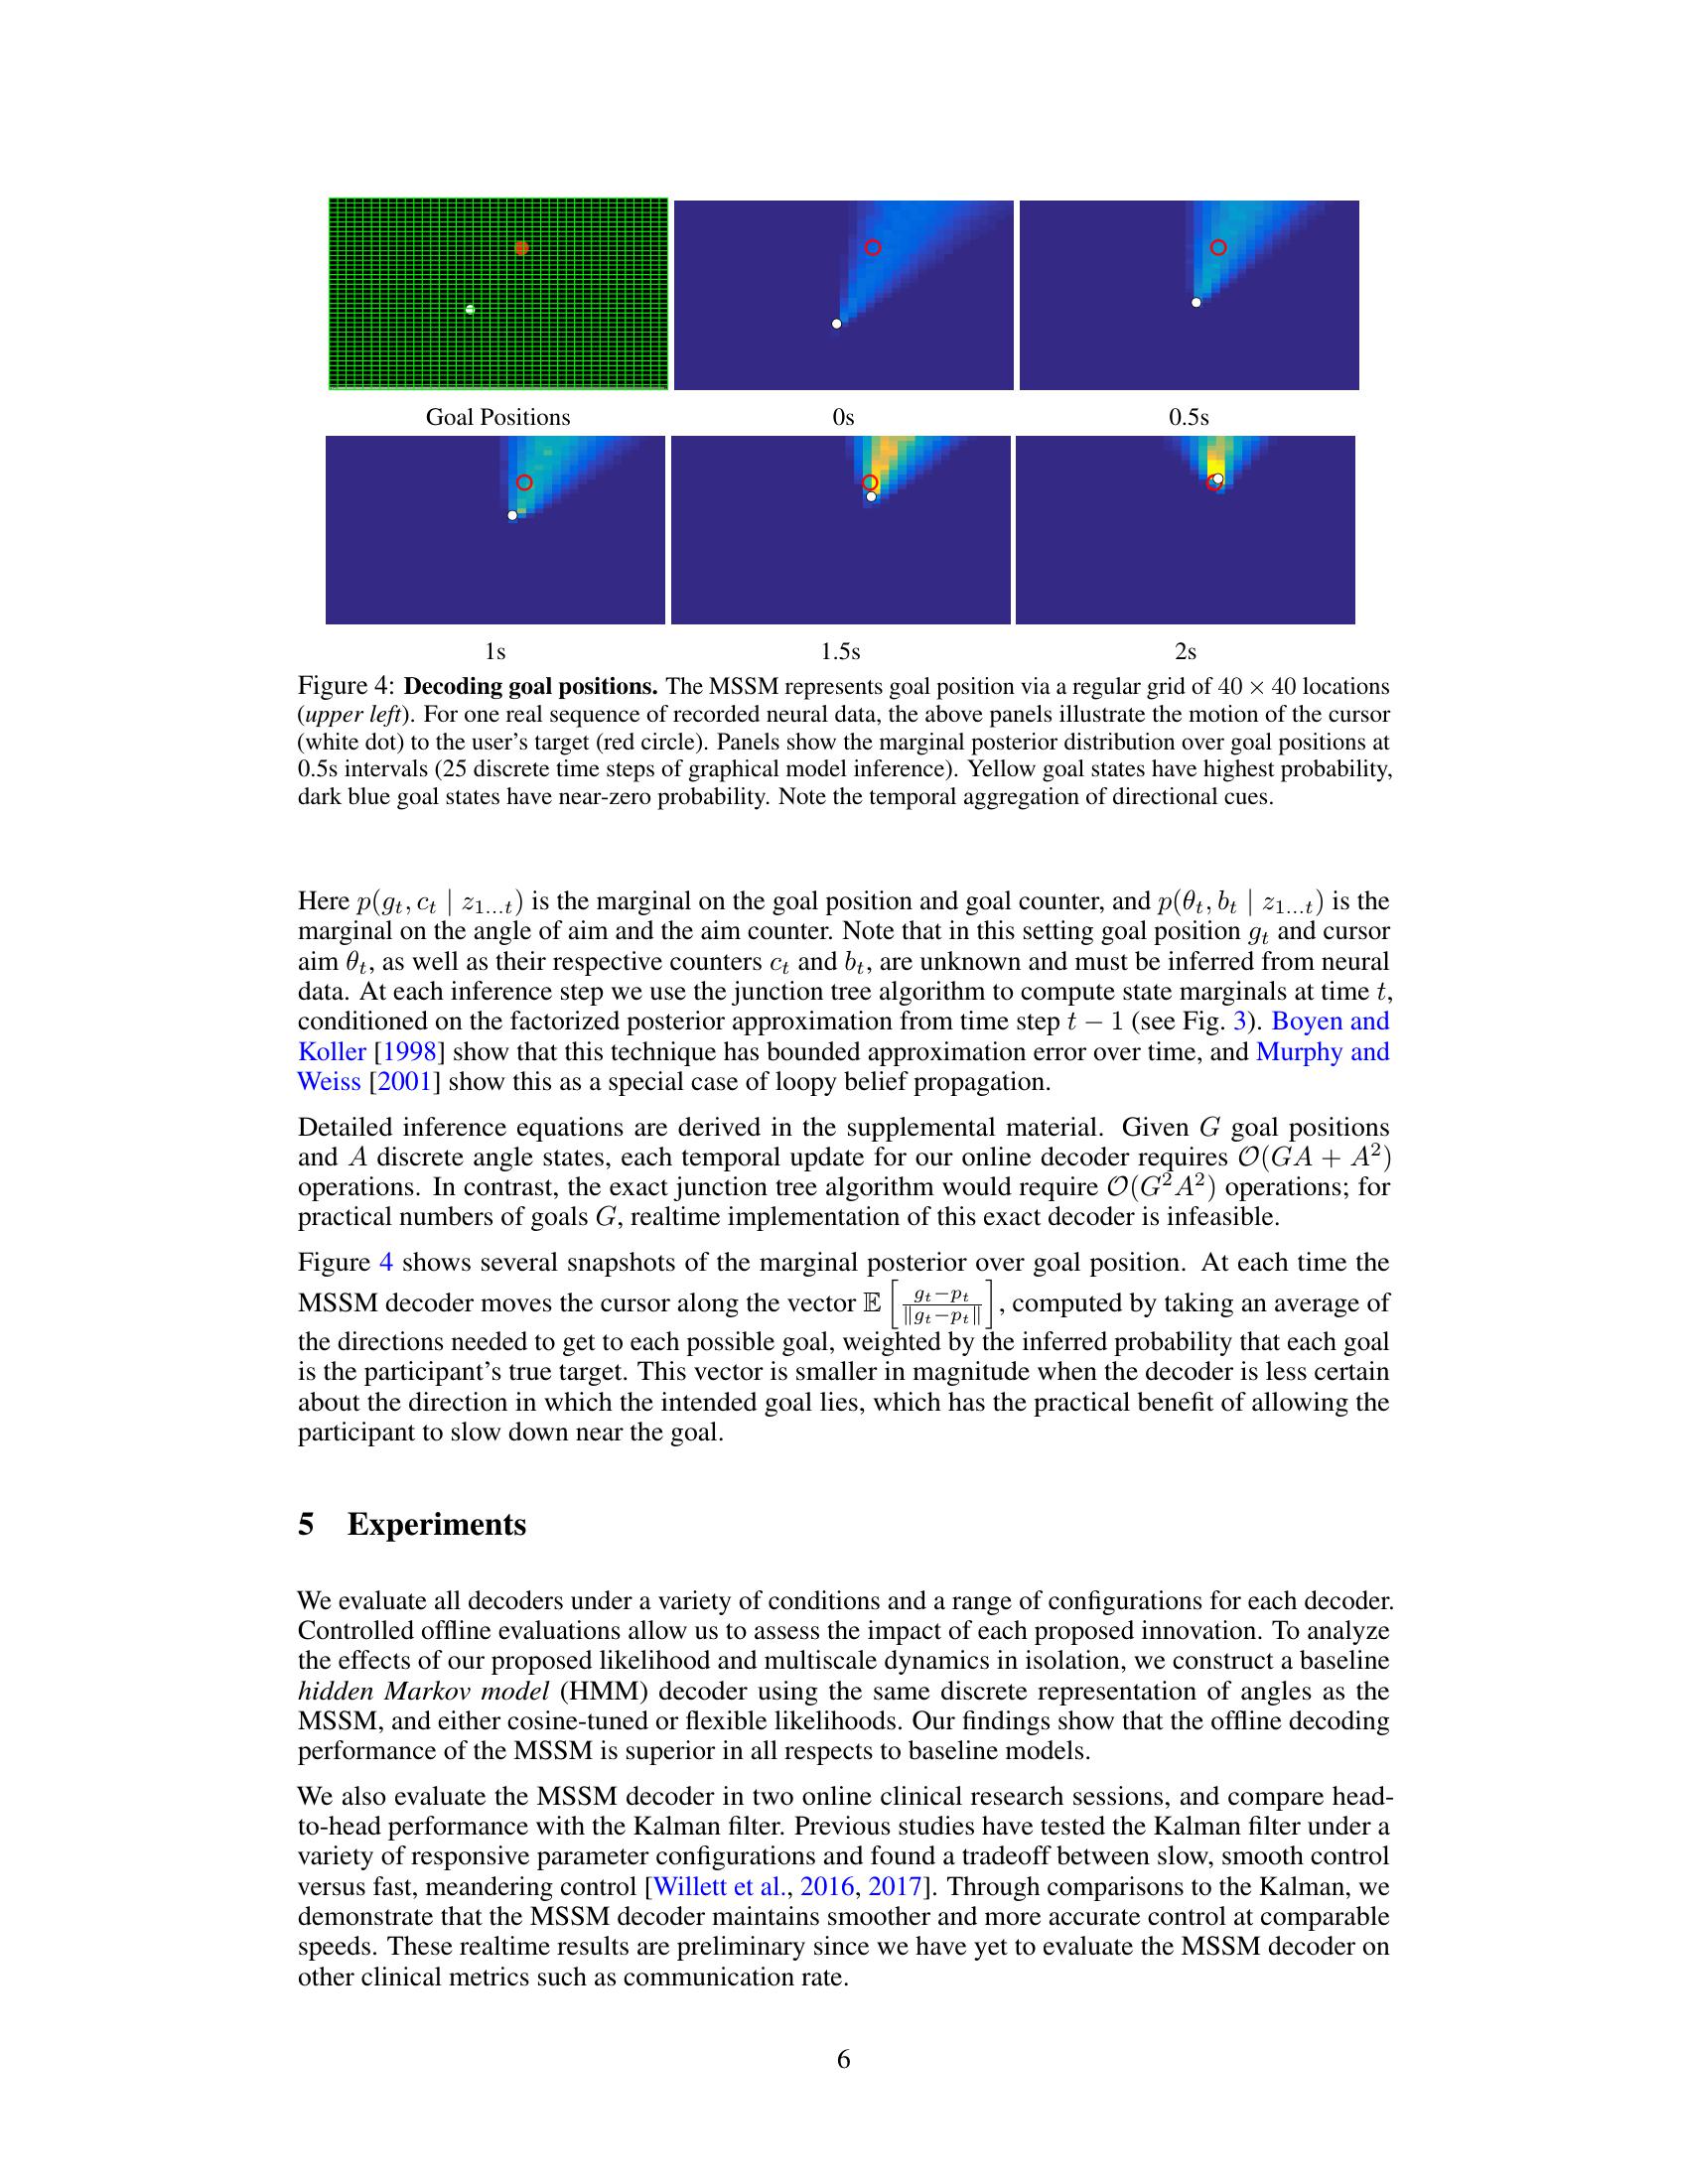 Goal Positions
0s
0.5s
1s
1.5s
2s
Figure 4: Decoding goal positions. The MSSM represents goal position via a regular grid of 40 × 40 locations
(upper left). For one real sequence of recorded neural data, the above panels illustrate the motion of the cursor
(white dot) to the user's target (red circle). Panels show the marginal posterior distribution over goal positions at
0.5s intervals (25 discrete time steps of graphical model inference). Yellow goal states have highest probability,
dark blue goal states have near-zero probability. Note the temporal aggregation of directional cues.
Here p(g_t, c_t | z_{1...t}) is the marginal on the goal position and goal counter, and p(θ_t, b_t | z_{1...t}) is the
marginal on the angle of aim and the aim counter. Note that in this setting goal position g_t and cursor
aim θ_t, as well as their respective counters c_t and b_t, are unknown and must be inferred from neural
data. At each inference step we use the junction tree algorithm to compute state marginals at time t,
conditioned on the factorized posterior approximation from time step t − 1 (see Fig. 3). Boyen and
Koller [1998] show that this technique has bounded approximation error over time, and Murphy and
Weiss [2001] show this as a special case of loopy belief propagation.
Detailed inference equations are derived in the supplemental material. Given G goal positions
and A discrete angle states, each temporal update for our online decoder requires O(GA + A²)
operations. In contrast, the exact junction tree algorithm would require O(G²A²) operations; for
practical numbers of goals G, realtime implementation of this exact decoder is infeasible.
Figure 4 shows several snapshots of the marginal posterior over goal position. At each time the
MSSM decoder moves the cursor along the vector 𝔼[(g_t−p_t)/‖g_t−p_t‖], computed by taking an average of
the directions needed to get to each possible goal, weighted by the inferred probability that each goal
is the participant's true target. This vector is smaller in magnitude when the decoder is less certain
about the direction in which the intended goal lies, which has the practical benefit of allowing the
participant to slow down near the goal.
5 Experiments
We evaluate all decoders under a variety of conditions and a range of configurations for each decoder.
Controlled offline evaluations allow us to assess the impact of each proposed innovation. To analyze
the effects of our proposed likelihood and multiscale dynamics in isolation, we construct a baseline
hidden Markov model (HMM) decoder using the same discrete representation of angles as the
MSSM, and either cosine-tuned or flexible likelihoods. Our findings show that the offline decoding
performance of the MSSM is superior in all respects to baseline models.
We also evaluate the MSSM decoder in two online clinical research sessions, and compare head-
to-head performance with the Kalman filter. Previous studies have tested the Kalman filter under a
variety of responsive parameter configurations and found a tradeoff between slow, smooth control
versus fast, meandering control [Willett et al., 2016, 2017]. Through comparisons to the Kalman, we
demonstrate that the MSSM decoder maintains smoother and more accurate control at comparable
speeds. These realtime results are preliminary since we have yet to evaluate the MSSM decoder on
other clinical metrics such as communication rate.
6